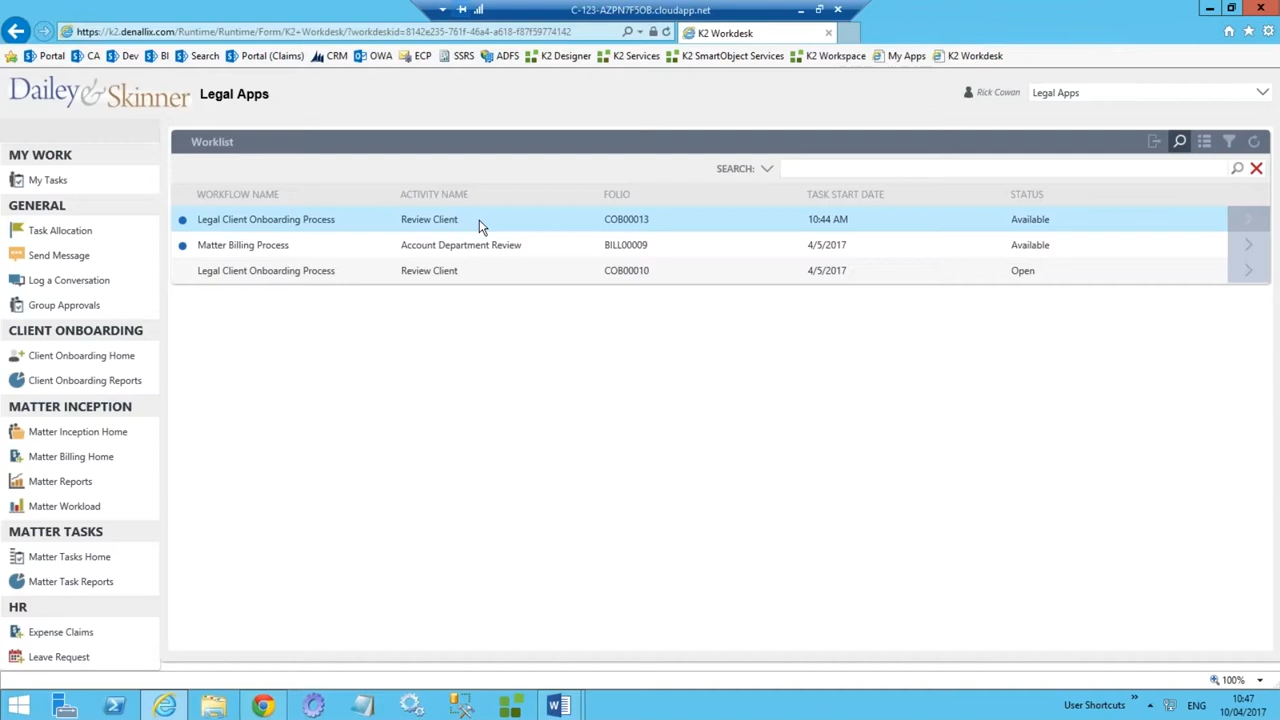 C-123-AZPN7F5OB.cloudapp.net
https://k2.denallix.com/Runtime/Runtime/Form/K2+Workdesk/?workdeskid=8142e235-761f-46a4-a618-f87f59774142
K2 Workdesk
Portal CA Dev BI Search Portal (Claims) CRM OWA ECP SSRS ADFS K2 Designer K2 Services K2 SmartObject Services K2 Workspace My Apps K2 Workdesk
Dailey & Skinner Legal Apps
Rick Cowan Legal Apps
Worklist
MY WORK
My Tasks
GENERAL
Task Allocation
Send Message
Log a Conversation
Group Approvals
CLIENT ONBOARDING
Client Onboarding Home
Client Onboarding Reports
MATTER INCEPTION
Matter Inception Home
Matter Billing Home
Matter Reports
Matter Workload
MATTER TASKS
Matter Tasks Home
Matter Task Reports
HR
Expense Claims
Leave Request
SEARCH:
WORKFLOW NAME ACTIVITY NAME FOLIO TASK START DATE STATUS
Legal Client Onboarding Process Review Client COB00013 10:44 AM Available
Matter Billing Process Account Department Review BILL00009 4/5/2017 Available
Legal Client Onboarding Process Review Client COB00010 4/5/2017 Open
100%
User Shortcuts ENG 10:47
10/04/2017